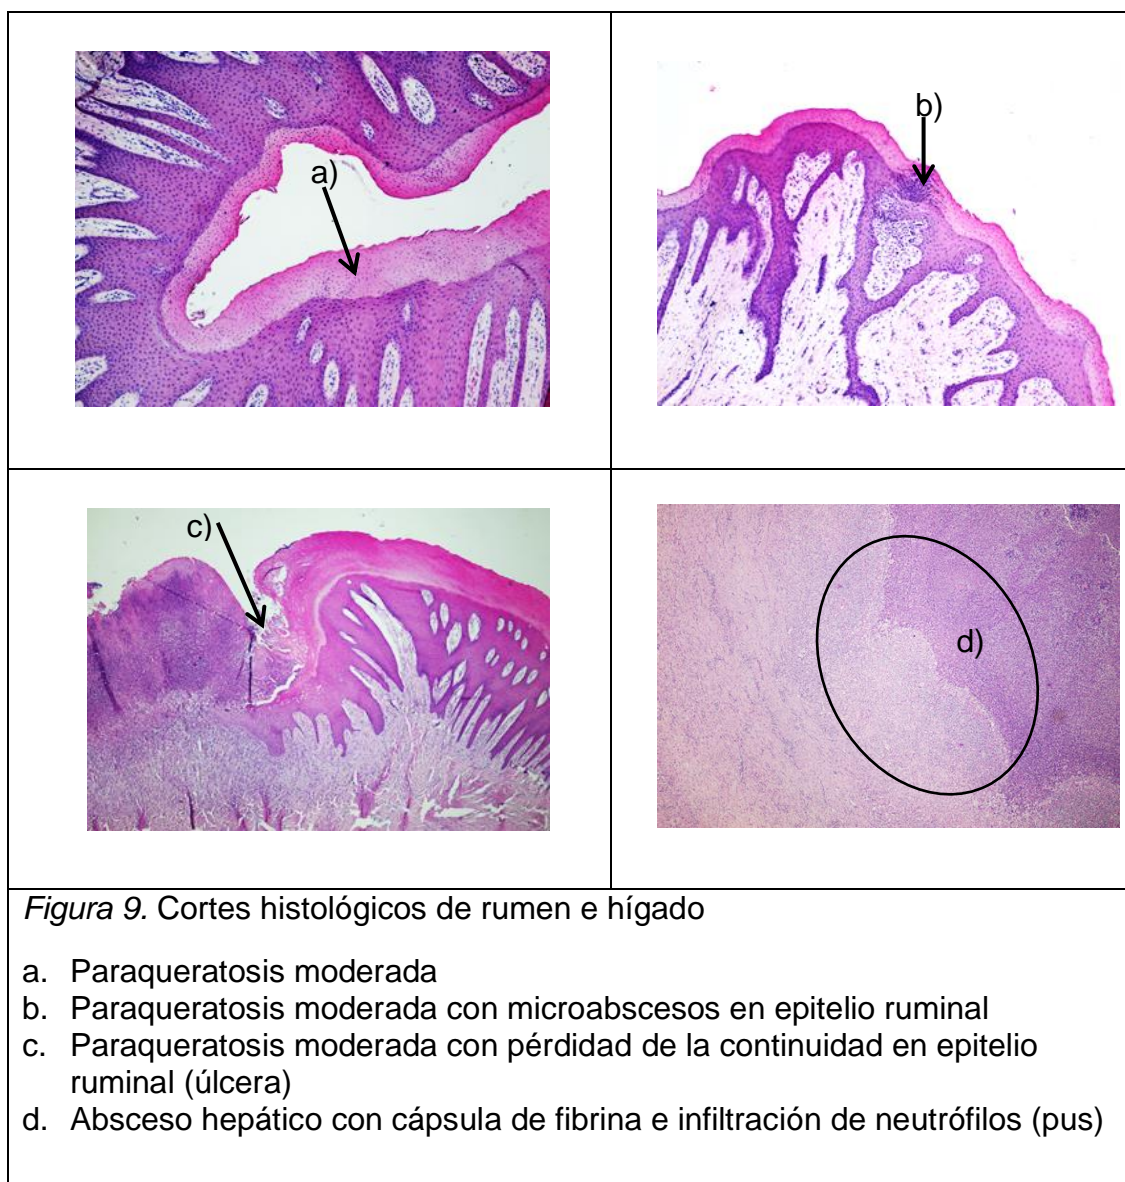 a)
b)
c)
d)
Figura 9. Cortes histológicos de rumen e hígado
a. Paraqueratosis moderada
b. Paraqueratosis moderada con microabscesos en epitelio ruminal
c. Paraqueratosis moderada con pérdidad de la continuidad en epitelio
ruminal (úlcera)
d. Absceso hepático con cápsula de fibrina e infiltración de neutrófilos (pus)